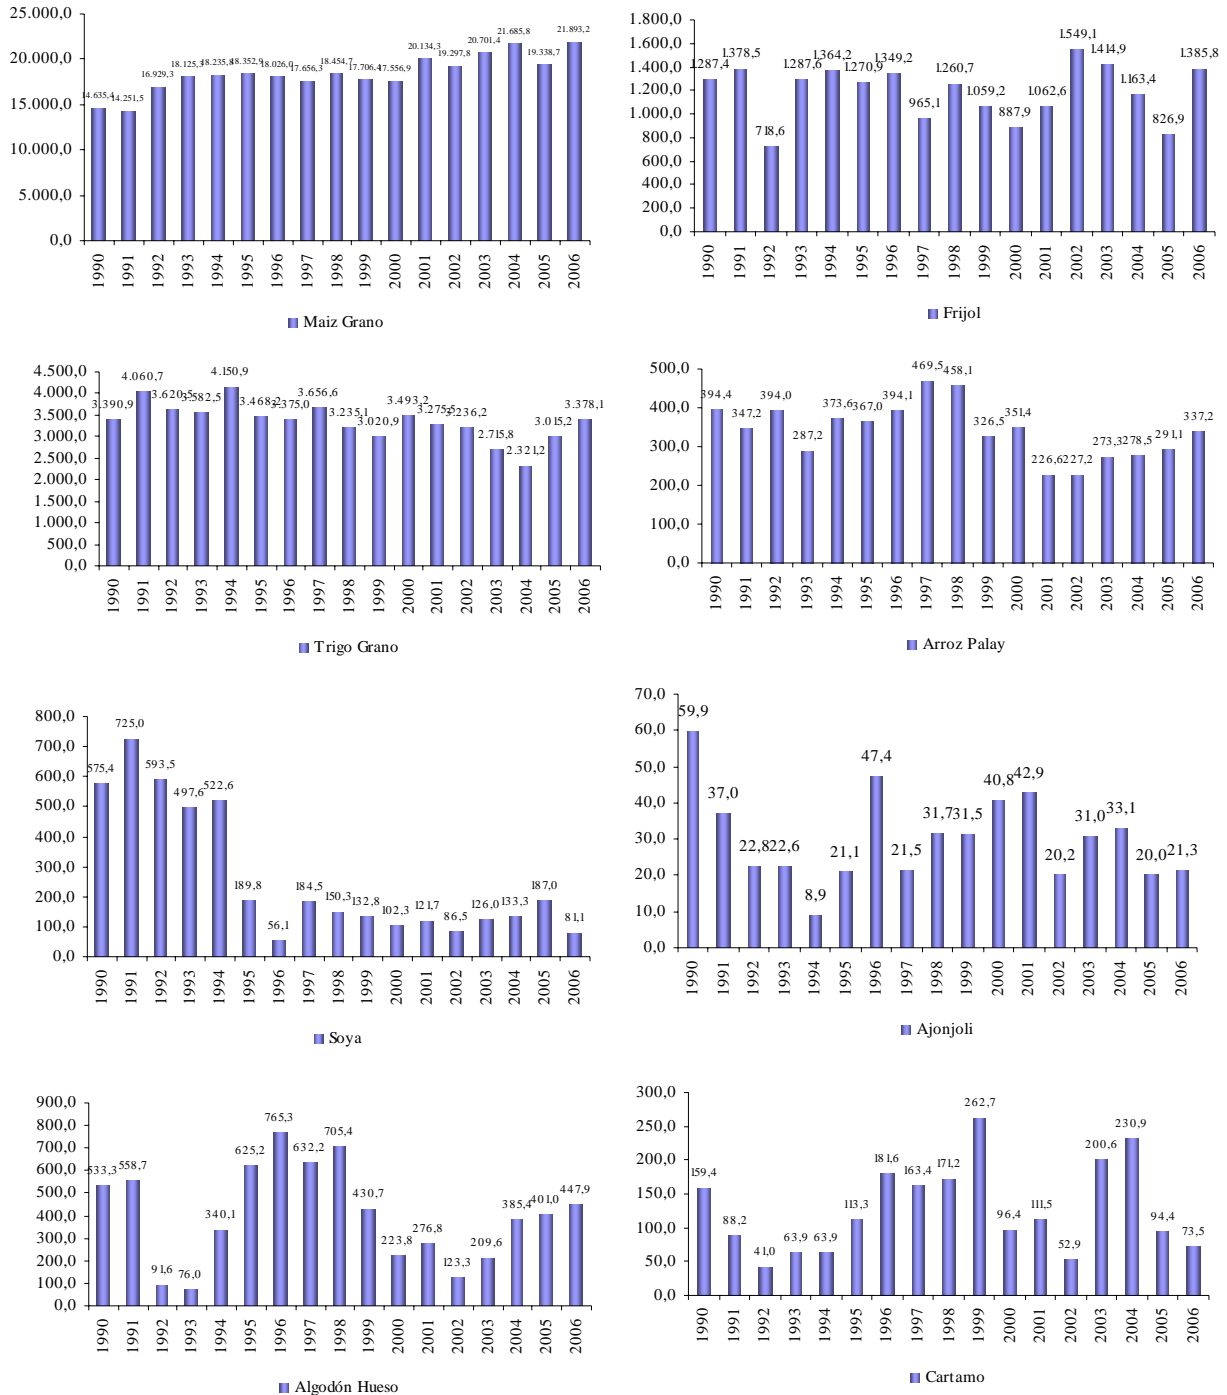 25.000,0
20.000,0
15.000,0
10.000,0
5.000,0
0,0
14.635,4 14.251,5 16.929,3 18.125,3 18.235,8 18.352,9 18.026,0 17.656,3 18.454,7 17.706,4 17.556,9 20.134,3 19.297,8 20.701,4 21.685,8 19.338,7 21.893,2
1990 1991 1992 1993 1994 1995 1996 1997 1998 1999 2000 2001 2002 2003 2004 2005 2006
Maiz Grano
1.800,0
1.600,0
1.400,0
1.200,0
1.000,0
800,0
600,0
400,0
200,0
0,0
1.287,4 1.378,5 718,6 1.287,6 1.364,2 1.270,9 1.349,2 965,1 1.260,7 1.059,2 887,9 1.062,6 1.549,1 1.414,9 1.163,4 826,9 1.385,8
1990 1991 1992 1993 1994 1995 1996 1997 1998 1999 2000 2001 2002 2003 2004 2005 2006
Frijol
4.500,0
4.000,0
3.500,0
3.000,0
2.500,0
2.000,0
1.500,0
1.000,0
500,0
0,0
3.390,9 4.060,7 3.620,5 3.582,5 4.150,9 3.468,2 3.375,0 3.656,6 3.235,1 3.020,9 3.493,2 3.275,5 3.236,2 2.715,8 2.321,2 3.015,2 3.378,1
1990 1991 1992 1993 1994 1995 1996 1997 1998 1999 2000 2001 2002 2003 2004 2005 2006
Trigo Grano
500,0
400,0
300,0
200,0
100,0
0,0
394,4 347,2 394,0 287,2 373,6 367,0 394,1 469,5 458,1 326,5 351,4 226,6 227,2 273,3 278,5 291,1 337,2
1990 1991 1992 1993 1994 1995 1996 1997 1998 1999 2000 2001 2002 2003 2004 2005 2006
Arroz Palay
800,0
700,0
600,0
500,0
400,0
300,0
200,0
100,0
0,0
575,4 725,0 593,5 497,6 522,6 189,8 56,1 184,5 150,3 132,8 102,3 121,7 86,5 126,0 133,3 187,0 81,1
1990 1991 1992 1993 1994 1995 1996 1997 1998 1999 2000 2001 2002 2003 2004 2005 2006
Soya
70,0
60,0
50,0
40,0
30,0
20,0
10,0
0,0
59,9 37,0 22,8 22,6 8,9 21,1 47,4 21,5 31,7 31,5 40,8 42,9 20,2 31,0 33,1 20,0 21,3
1990 1991 1992 1993 1994 1995 1996 1997 1998 1999 2000 2001 2002 2003 2004 2005 2006
Ajonjoli
900,0
800,0
700,0
600,0
500,0
400,0
300,0
200,0
100,0
0,0
533,3 558,7 91,6 76,0 340,1 625,2 765,3 632,2 705,4 430,7 223,8 276,8 123,3 209,6 385,4 401,0 447,9
1990 1991 1992 1993 1994 1995 1996 1997 1998 1999 2000 2001 2002 2003 2004 2005 2006
Algodón Hueso
300,0
250,0
200,0
150,0
100,0
50,0
0,0
159,4 88,2 41,0 63,9 63,9 113,3 181,6 163,4 171,2 262,7 96,4 111,5 52,9 200,6 230,9 94,4 73,5
1990 1991 1992 1993 1994 1995 1996 1997 1998 1999 2000 2001 2002 2003 2004 2005 2006
Cartamo